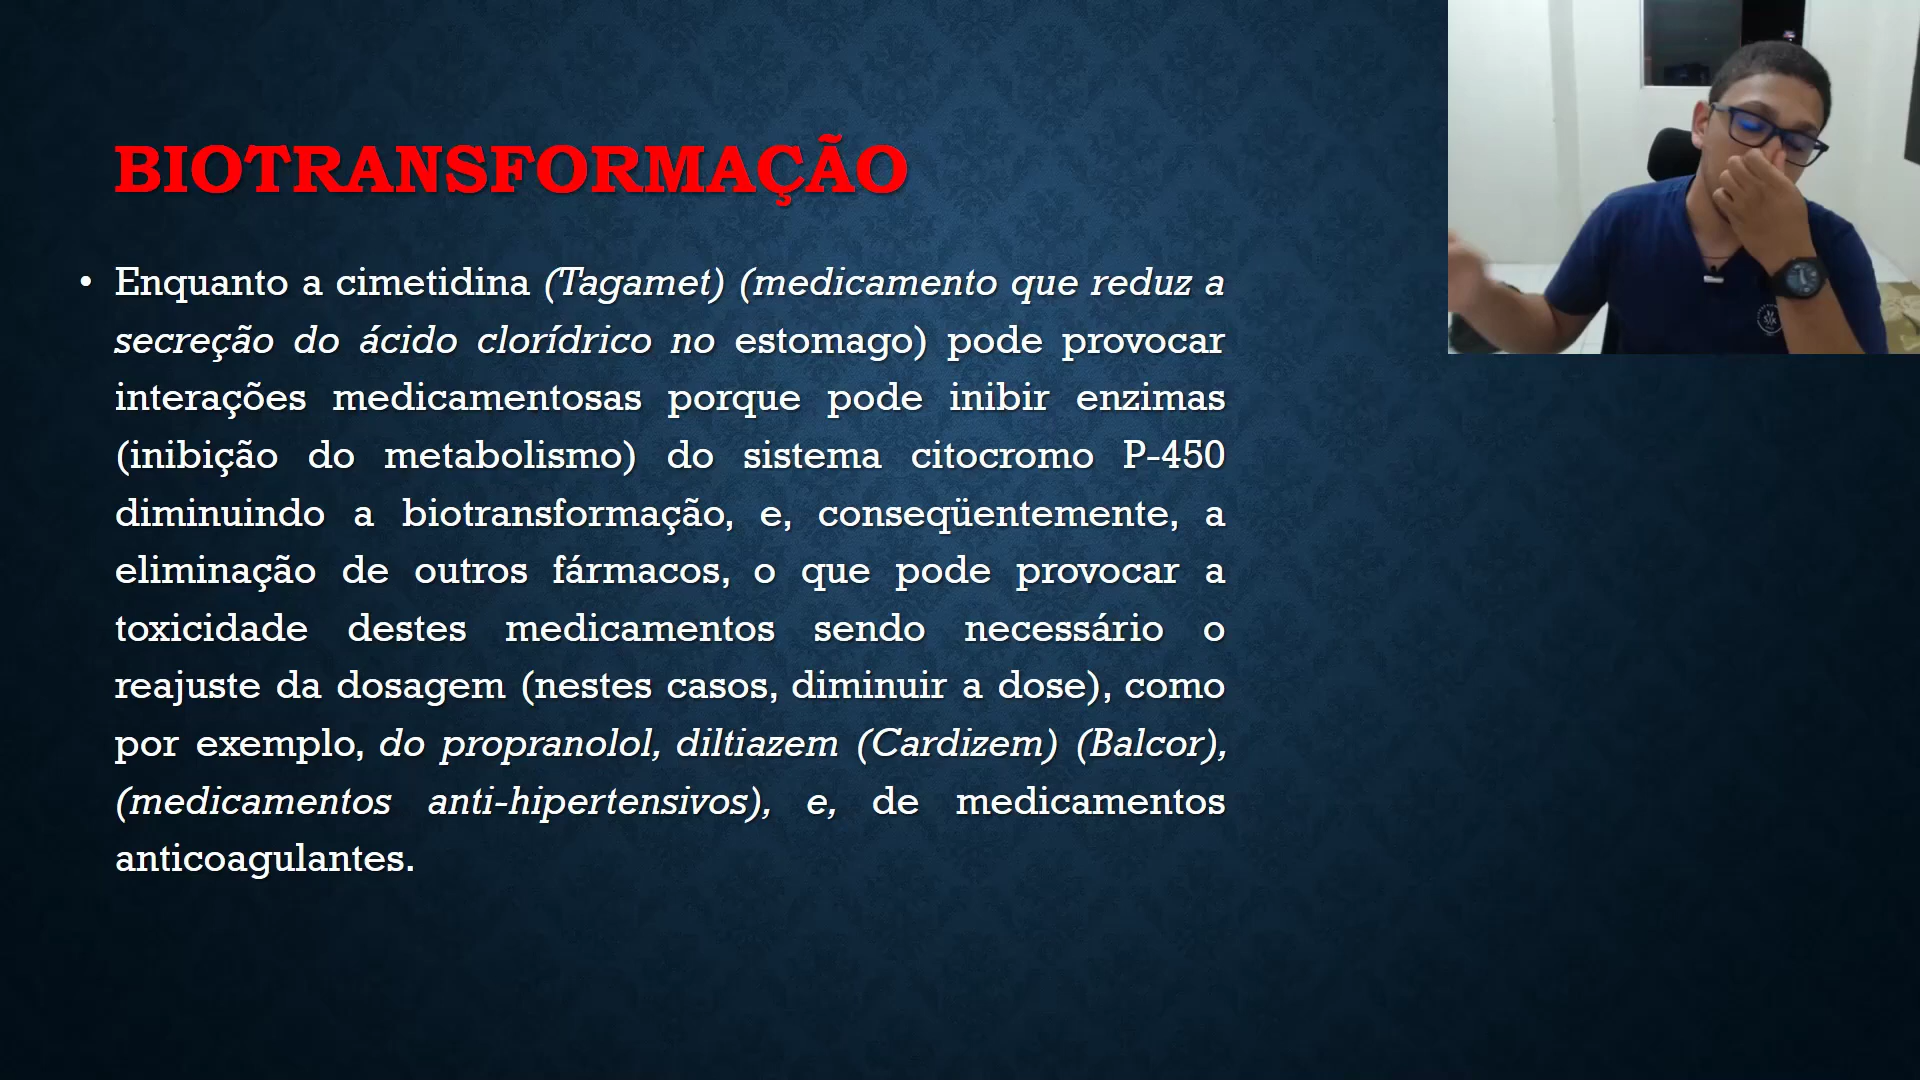 BIOTRANSFORMAÇÃO
• Enquanto a cimetidina (Tagamet) (medicamento que reduz a
secreção do ácido clorídrico no estomago) pode provocar
interações medicamentosas porque pode inibir enzimas
(inibição do metabolismo) do sistema citocromo P-450
diminuindo a biotransformação, e, conseqüentemente, a
eliminação de outros fármacos, o que pode provocar a
toxicidade destes medicamentos sendo necessário o
reajuste da dosagem (nestes casos, diminuir a dose), como
por exemplo, do propranolol, diltiazem (Cardizem) (Balcor),
(medicamentos anti-hipertensivos), e, de medicamentos
anticoagulantes.